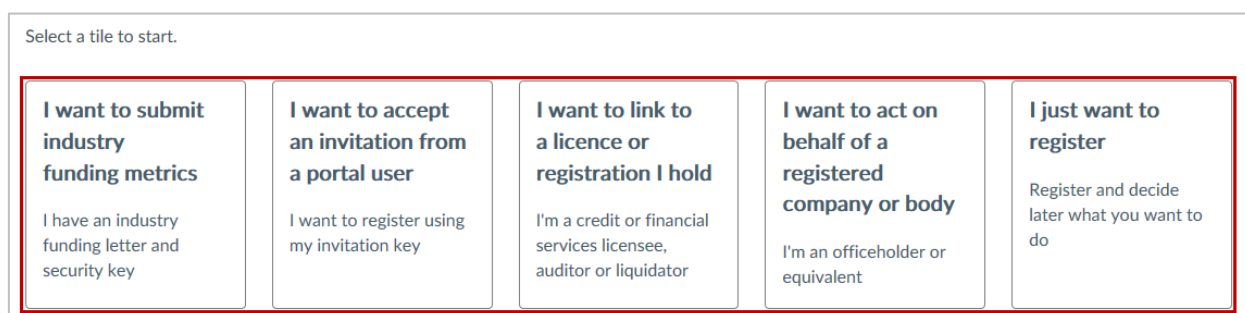 Select a tile to start.
I want to submit
industry
funding metrics
I have an industry
funding letter and
security key
I want to accept
an invitation from
a portal user
I want to register using
my invitation key
I want to link to
a licence or
registration I hold
I'm a credit or financial
services licensee,
auditor or liquidator
I want to act on
behalf of a
registered
company or body
I'm an officeholder or
equivalent
I just want to
register
Register and decide
later what you want to
do